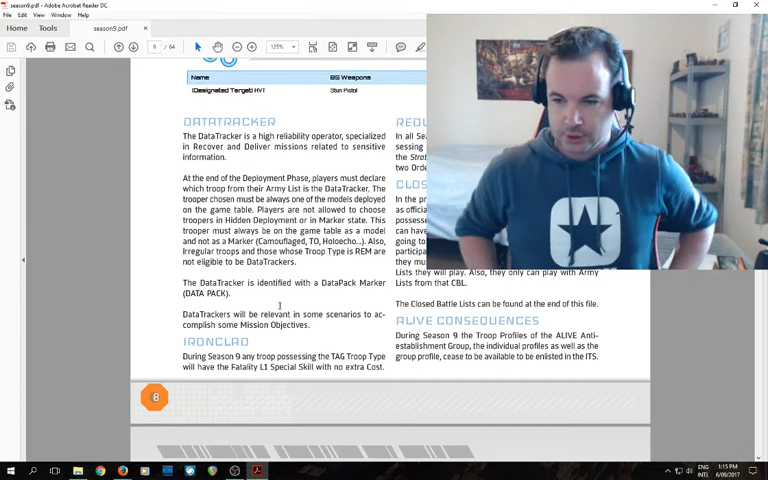 season9.pdf - Adobe Acrobat Reader DC
File Edit View Window Help
Home Tools season9.pdf ×
9 / 64 125%
Name BS Weapons
(Designated Target) HVT Stun Pistol
DATATRACKER
The DataTracker is a high reliability operator, specialized
in Recover and Deliver missions related to sensitive
information.
At the end of the Deployment Phase, players must declare
which troop from their Army List is the DataTracker. The
trooper chosen must be always one of the models deployed
on the game table. Players are not allowed to choose
troopers in Hidden Deployment or in Marker state. This
trooper must always be on the game table as a model
and not as a Marker (Camouflaged, TO, Holoecho...). Also,
Irregular troops and those whose Troop Type is REM are
not eligible to be DataTrackers.
The DataTracker is identified with a DataPack Marker
(DATA PACK).
DataTrackers will be relevant in some scenarios to ac-
complish some Mission Objectives.
IRONCLAD
During Season 9 any troop possessing the TAG Troop Type
will have the Fatality L1 Special Skill with no extra Cost.
In all Sea
sessing
the Strat
two Orde
CLOS
In the pr
as officia
possesse
can have
going to
participa
they mus
Lists they will play. Also, they only can play with Army
Lists from that CBL.
The Closed Battle Lists can be found at the end of this file.
ALIVE CONSEQUENCES
During Season 9 the Troop Profiles of the ALIVE Anti-
establishment Group, the individual profiles as well as the
group profile, cease to be available to be enlisted in the ITS.
8
ENG 1:15 PM
INTL 6/09/2017